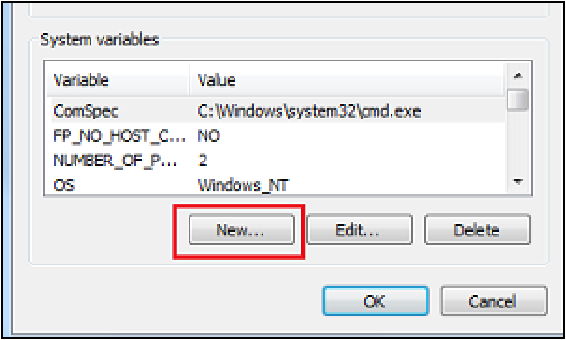 System variables
Variable Value
ComSpec C:\Windows\system32\cmd.exe
FP_NO_HOST_C... NO
NUMBER_OF_P... 2
OS Windows_NT
New... Edit... Delete
OK Cancel